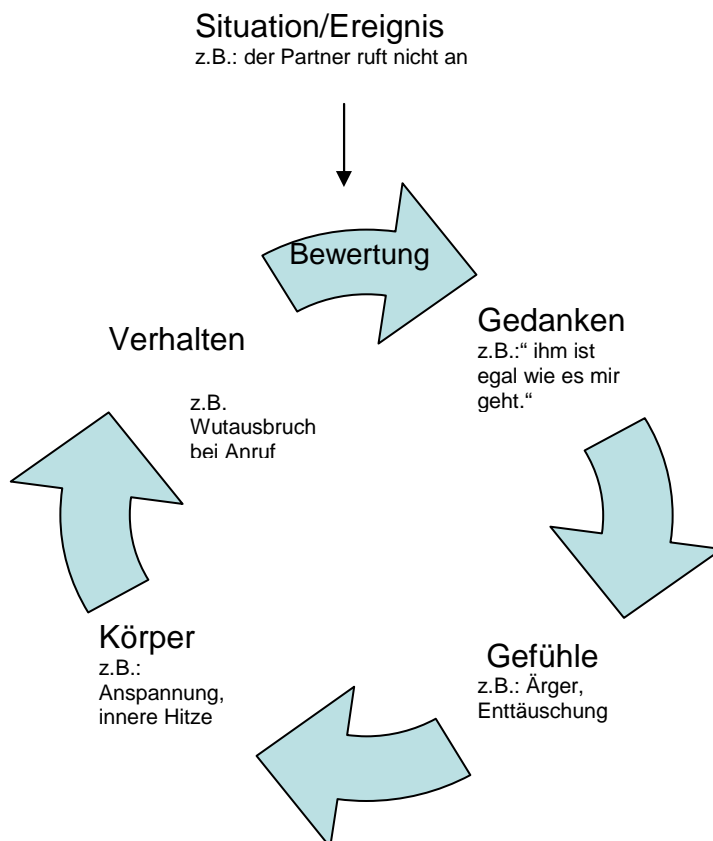 Situation/Ereignis
z.B.: der Partner ruft nicht an
Bewertung
Gedanken
z.B.:“ ihm ist
egal wie es mir
geht.“
Gefühle
z.B.: Ärger,
Enttäuschung
Körper
z.B.:
Anspannung,
innere Hitze
Verhalten
z.B.
Wutausbruch
bei Anruf